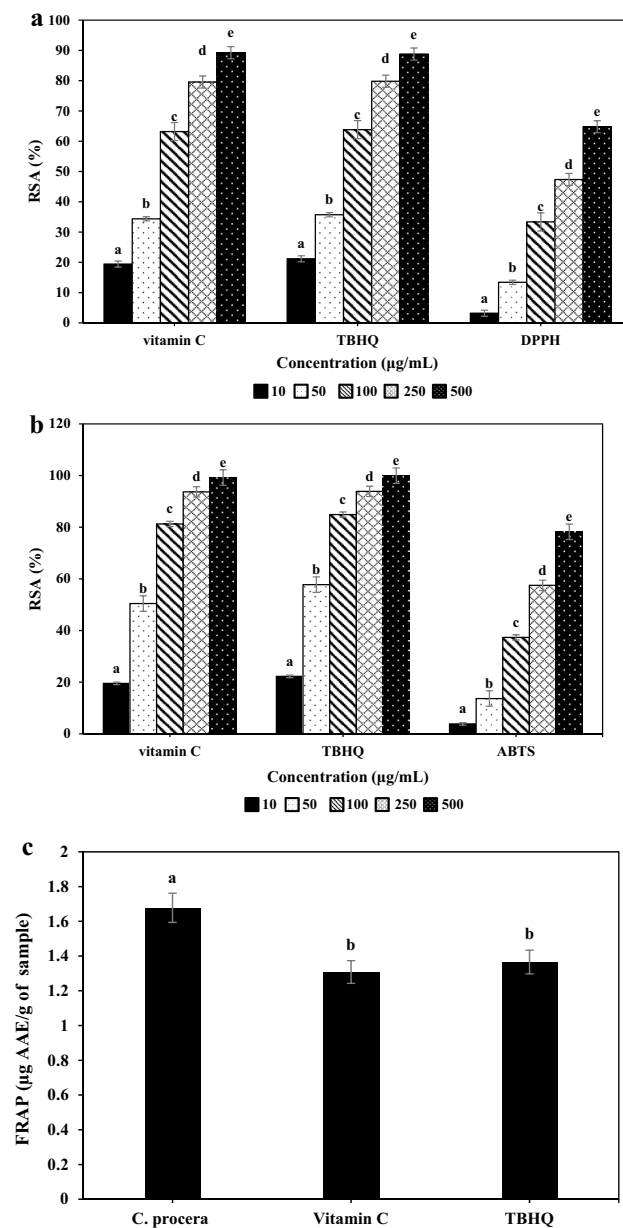 a
100
90
80
70
60
50
40
30
20
10
0
RSA (%)
a b c d e
a b c d e
a b c d e
vitamin C TBHQ DPPH
Concentration (μg/mL)
10 50 100 250 500
b
120
100
80
60
40
20
0
RSA (%)
a b c d e
a b c d e
a b c d e
vitamin C TBHQ ABTS
Concentration (μg/mL)
10 50 100 250 500
c
2
1.8
1.6
1.4
1.2
1
0.8
0.6
0.4
0.2
0
FRAP (μg AAE/g of sample)
a b b
C. procera Vitamin C TBHQ